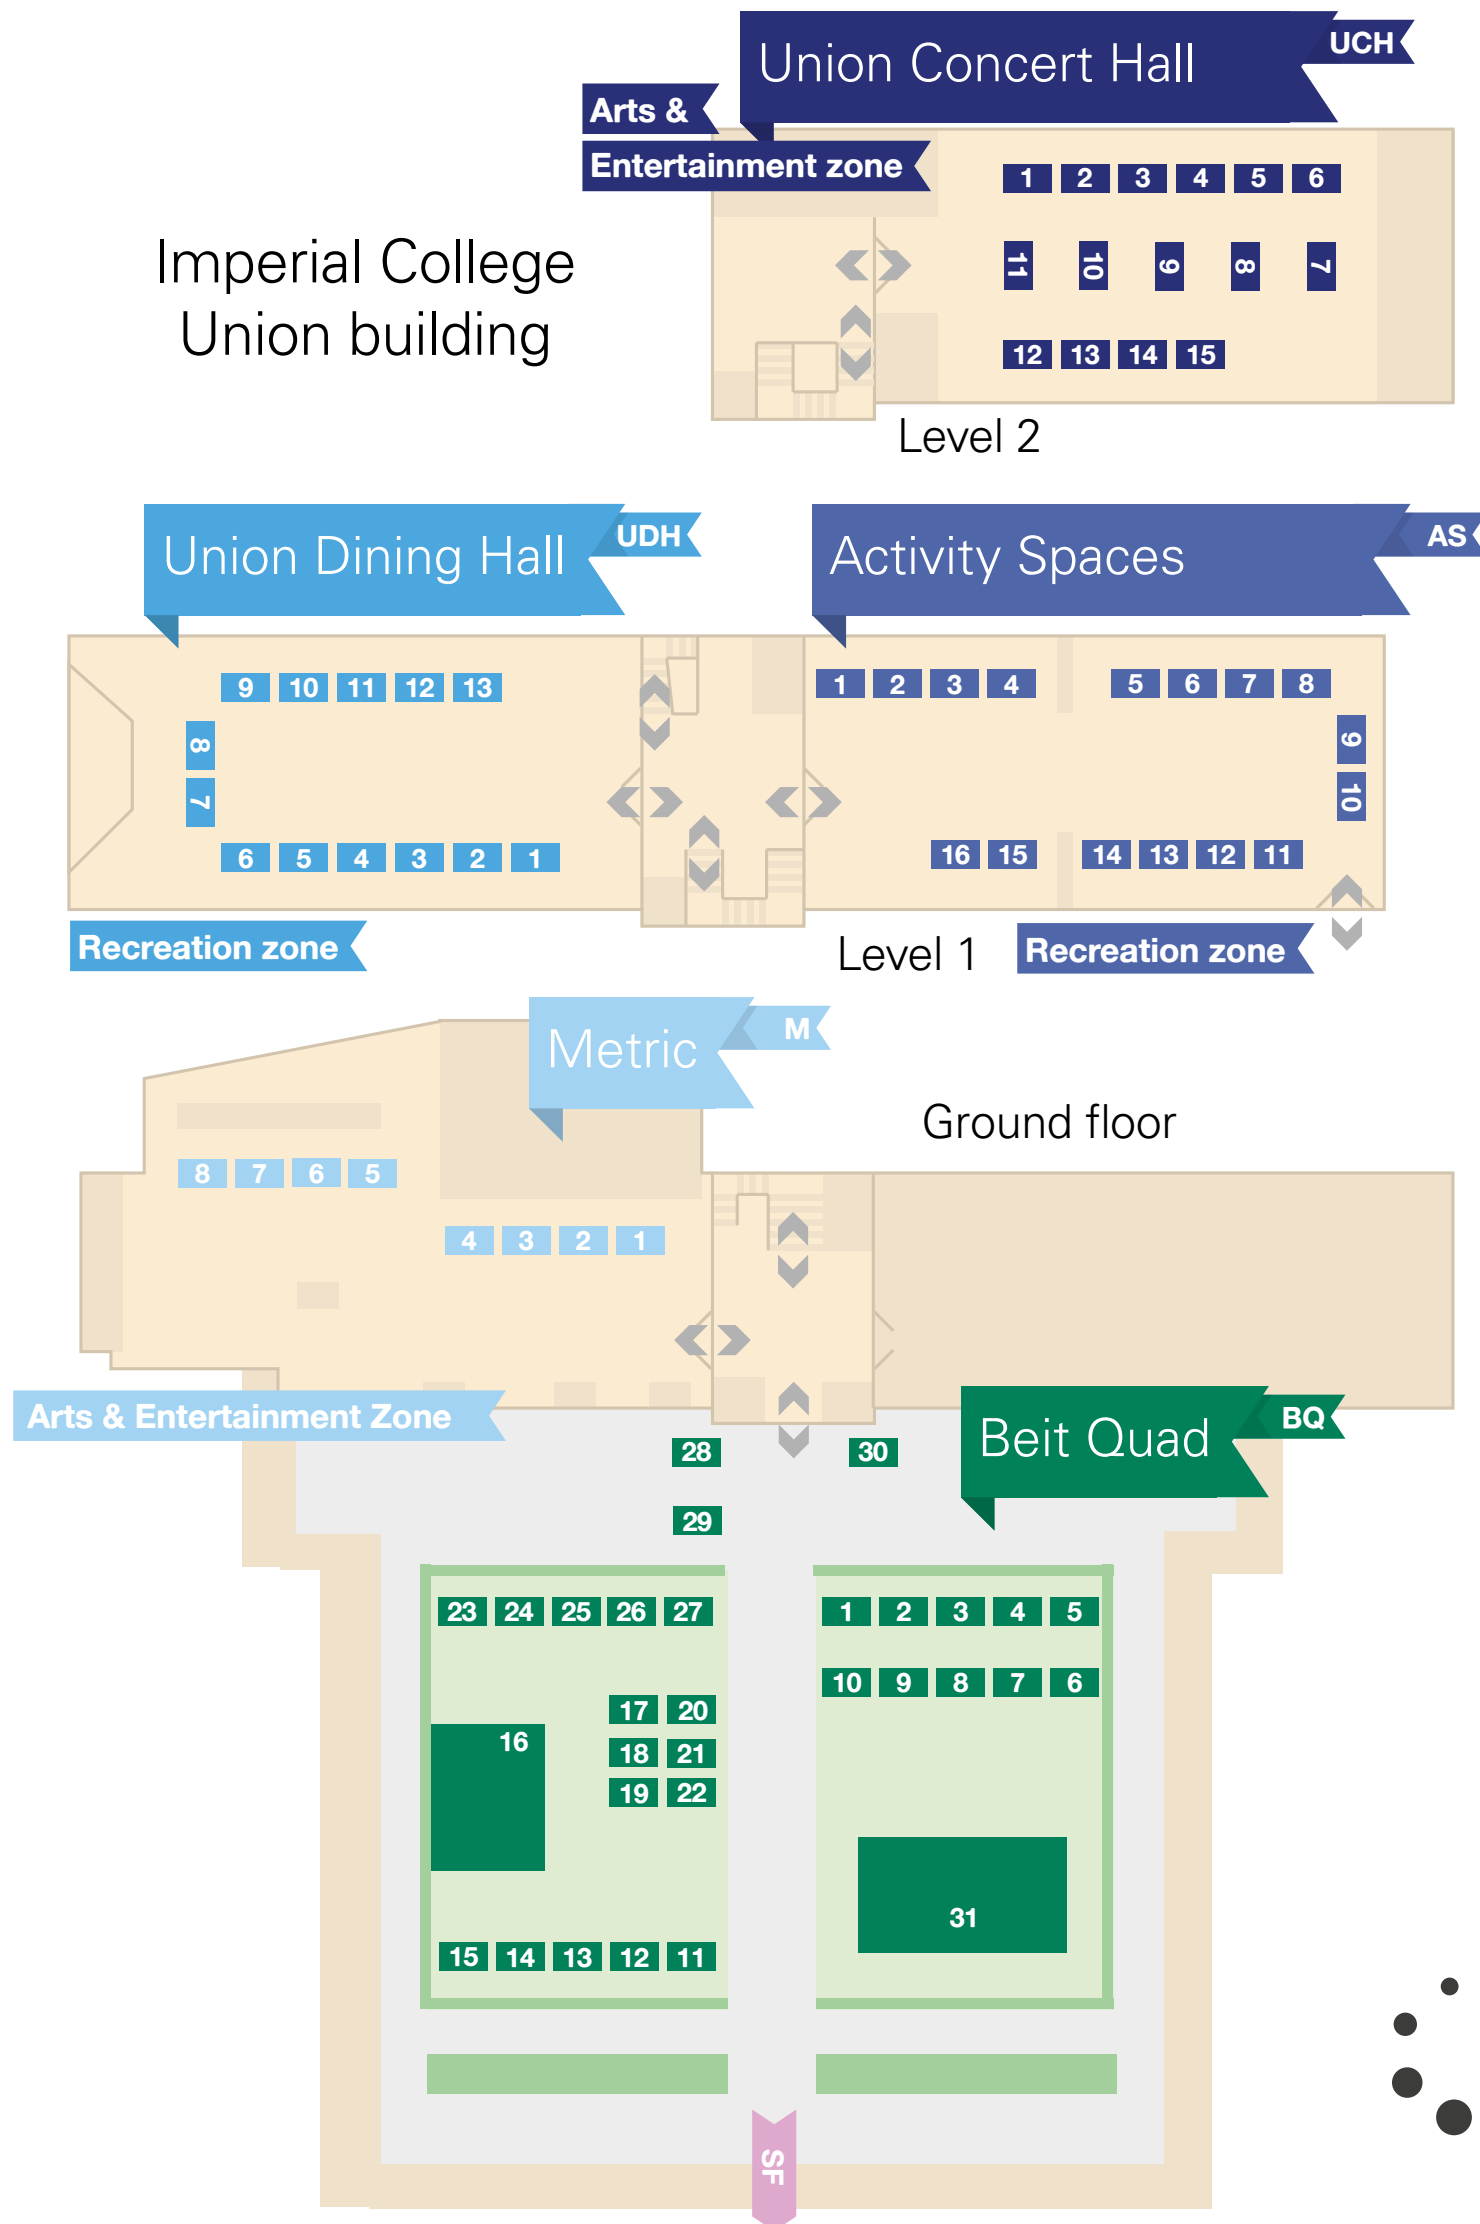 Union Concert Hall
UCH
Arts &
Entertainment zone
1 2 3 4 5 6
Imperial College
Union building
11 10 9 8 7
12 13 14 15
Level 2
Union Dining Hall
UDH
Activity Spaces
AS
9 10 11 12 13
1 2 3 4
5 6 7 8
8
9
7
10
6 5 4 3 2 1
16 15
14 13 12 11
Recreation zone
Level 1
Recreation zone
Metric
M
Ground floor
8 7 6 5
4 3 2 1
Arts & Entertainment Zone
Beit Quad
BQ
28
30
29
23 24 25 26 27
1 2 3 4 5
10 9 8 7 6
17 20
16
18 21
19 22
31
15 14 13 12 11
SF